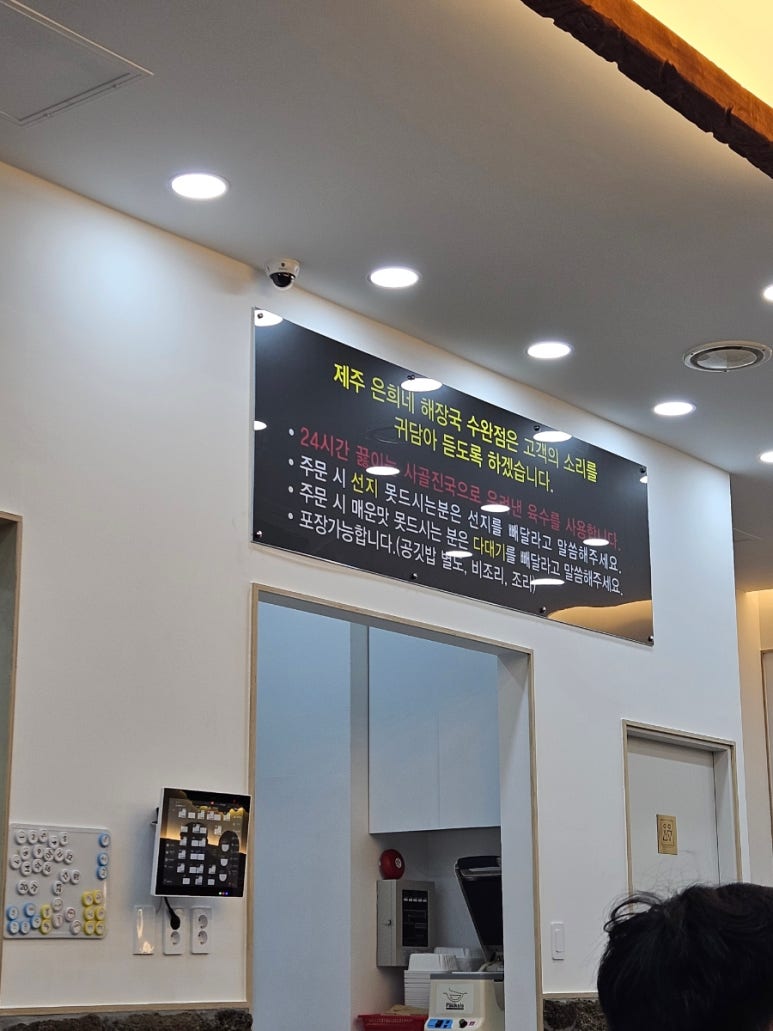 제주 은희네 해장국 수완점은 고객의 소리를
귀담아 듣도록 하겠습니다.
• 24시간 끓이는 사골진국으로 우려낸 육수를 사용합니다.
• 주문 시 선지 못드시는분은 선지를 빼달라고 말씀해주세요.
• 주문 시 매운맛 못드시는 분은 다대기를 빼달라고 말씀해주세요.
• 포장가능합니다.(공깃밥 별도, 비조리, 조리)